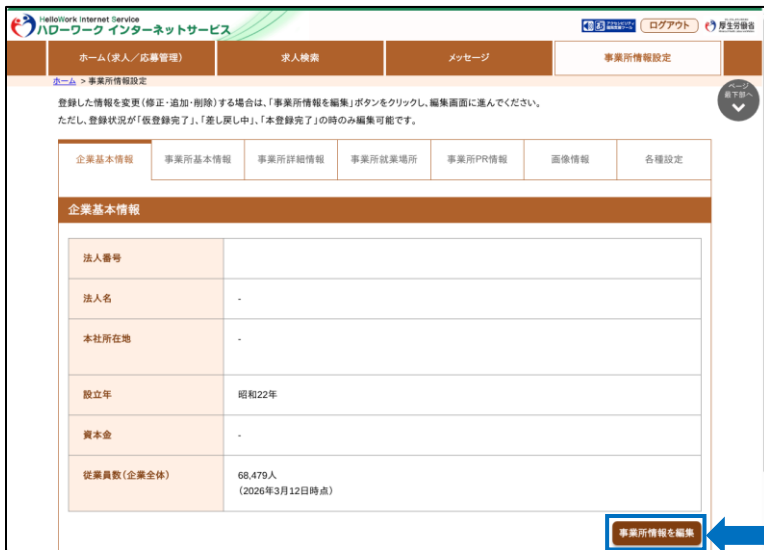 HelloWork Internet Service
ハローワーク インターネットサービス
ログアウト
厚生労働省
ホーム(求人/応募管理)
求人検索
メッセージ
事業所情報設定
ホーム > 事業所情報設定
ページ
最下部へ
登録した情報を変更(修正・追加・削除)する場合は、「事業所情報を編集」ボタンをクリックし、編集画面に進んでください。
ただし、登録状況が「仮登録完了」、「差し戻し中」、「本登録完了」の時のみ編集可能です。
企業基本情報
事業所基本情報
事業所詳細情報
事業所就業場所
事業所PR情報
画像情報
各種設定
企業基本情報
法人番号
法人名
-
本社所在地
-
設立年
昭和22年
資本金
-
従業員数(企業全体)
68,479人
(2026年3月12日時点)
事業所情報を編集